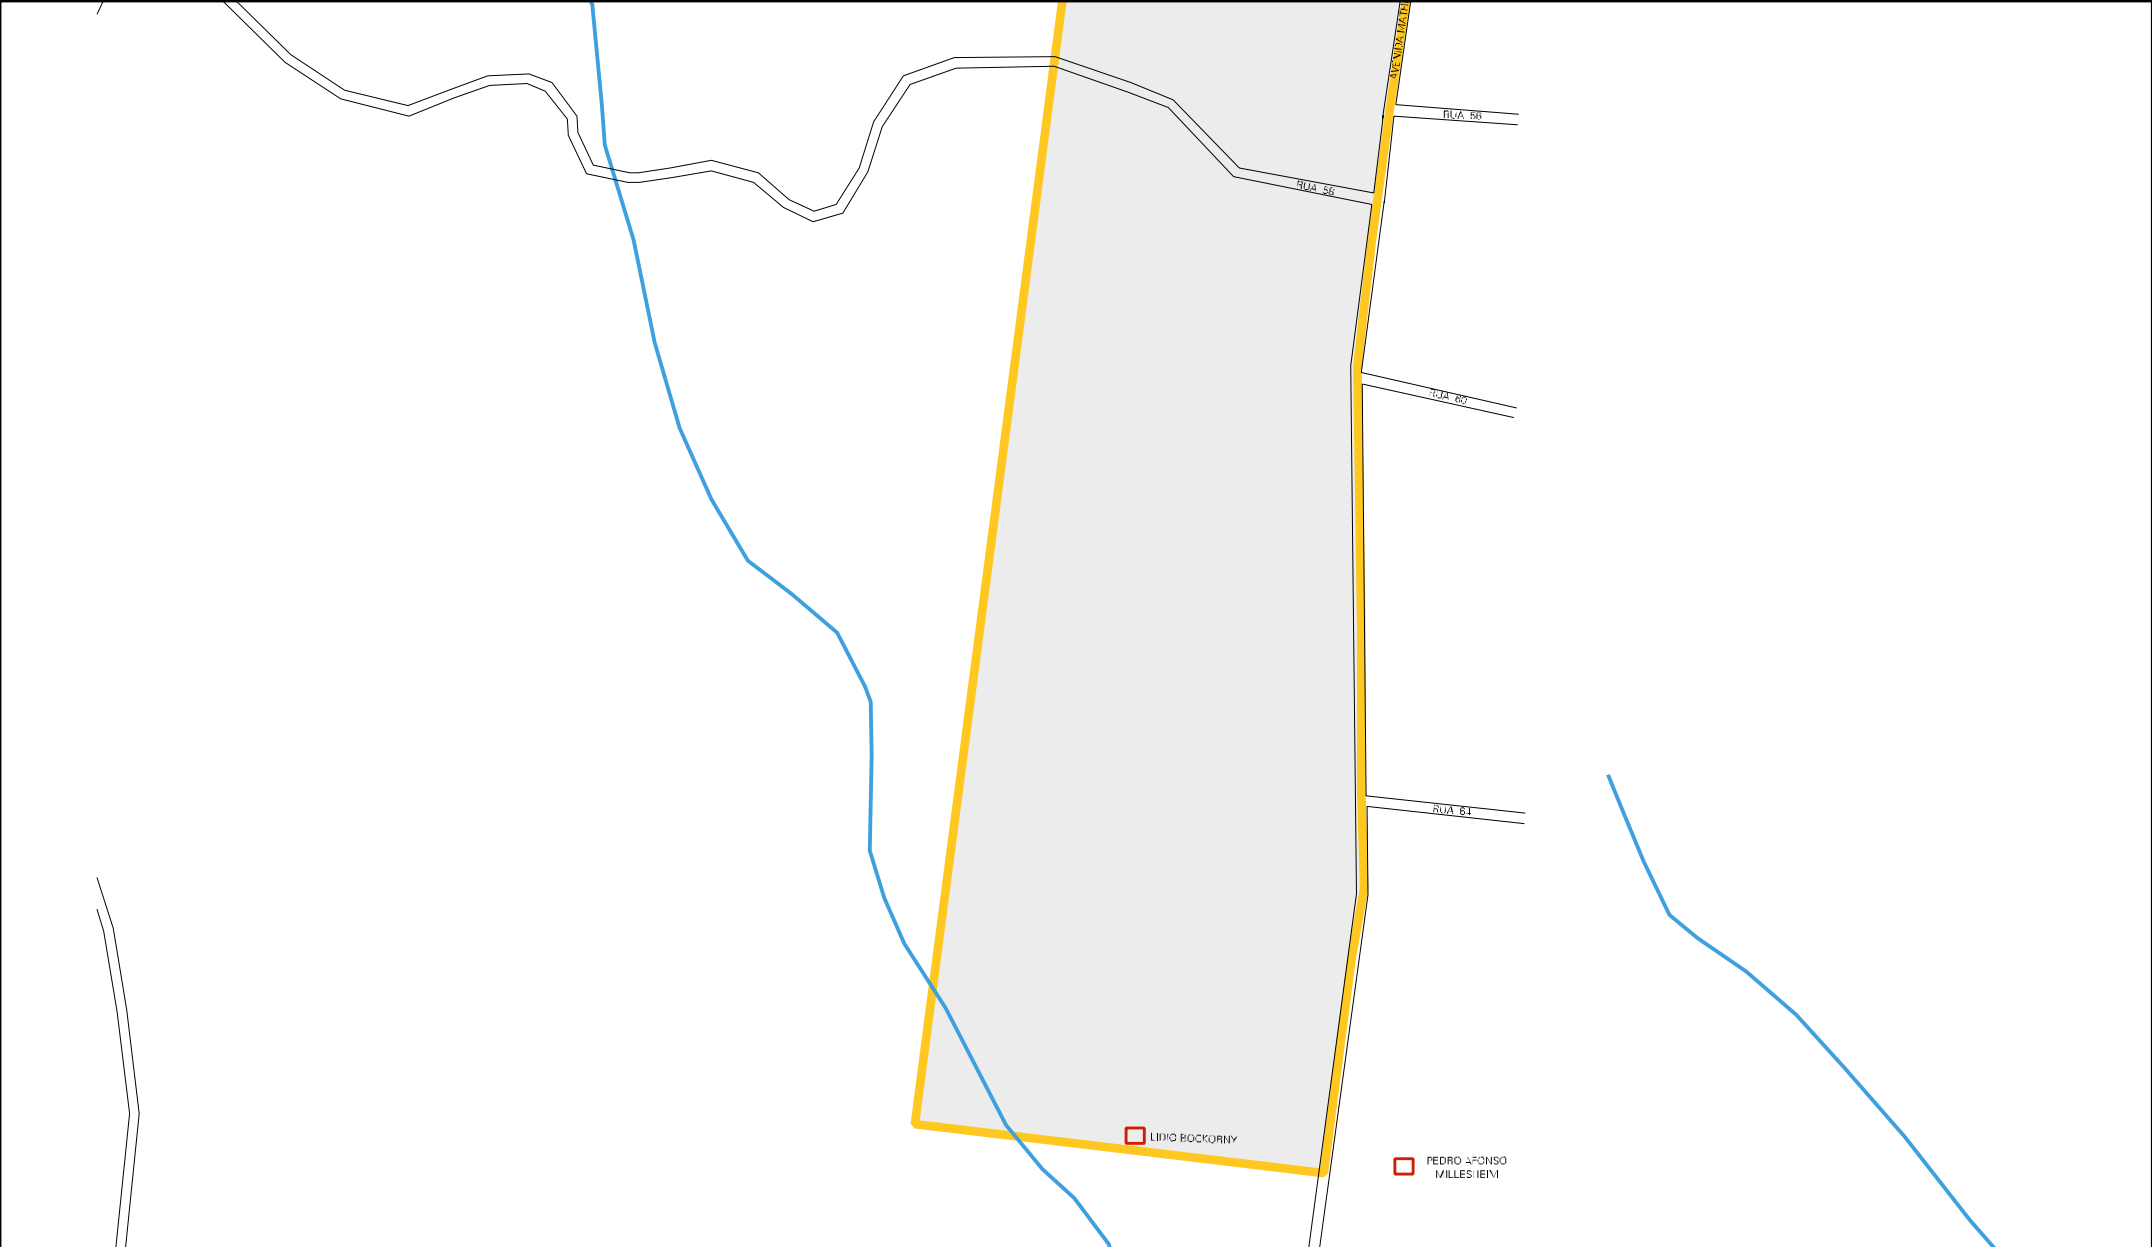 AVENIDA MATH
RUA 56
RUA 58
RUA 60
RUA 64
LIDIO BOCKORNY
PEDRO AFONSO
MILLESHEIM